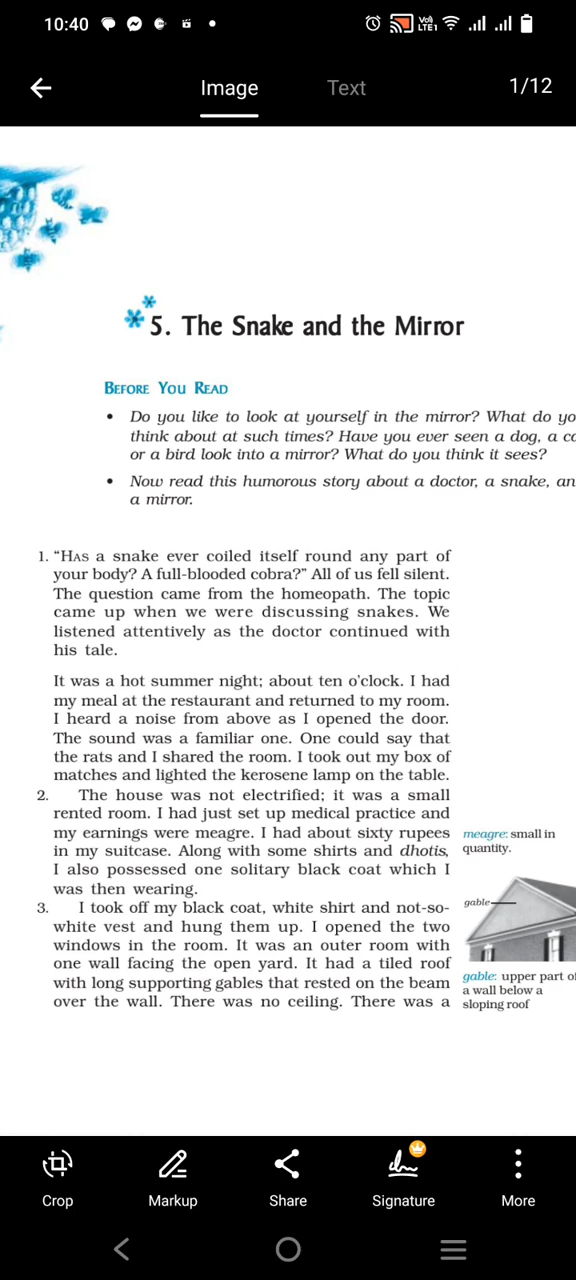 10:40
Vo)) LTE1
Image
Text
1/12
5. The Snake and the Mirror
BEFORE YOU READ
• Do you like to look at yourself in the mirror? What do yo
think about at such times? Have you ever seen a dog, a ca
or a bird look into a mirror? What do you think it sees?
• Now read this humorous story about a doctor, a snake, an
a mirror.
1. “HAS a snake ever coiled itself round any part of
your body? A full-blooded cobra?” All of us fell silent.
The question came from the homeopath. The topic
came up when we were discussing snakes. We
listened attentively as the doctor continued with
his tale.
It was a hot summer night; about ten o’clock. I had
my meal at the restaurant and returned to my room.
I heard a noise from above as I opened the door.
The sound was a familiar one. One could say that
the rats and I shared the room. I took out my box of
matches and lighted the kerosene lamp on the table.
2. The house was not electrified; it was a small
rented room. I had just set up medical practice and
my earnings were meagre. I had about sixty rupees
in my suitcase. Along with some shirts and dhotis,
I also possessed one solitary black coat which I
was then wearing.
meagre: small in
quantity.
3. I took off my black coat, white shirt and not-so-
white vest and hung them up. I opened the two
windows in the room. It was an outer room with
one wall facing the open yard. It had a tiled roof
with long supporting gables that rested on the beam
over the wall. There was no ceiling. There was a
gable
gable: upper part of
a wall below a
sloping roof
Crop
Markup
Share
Signature
More